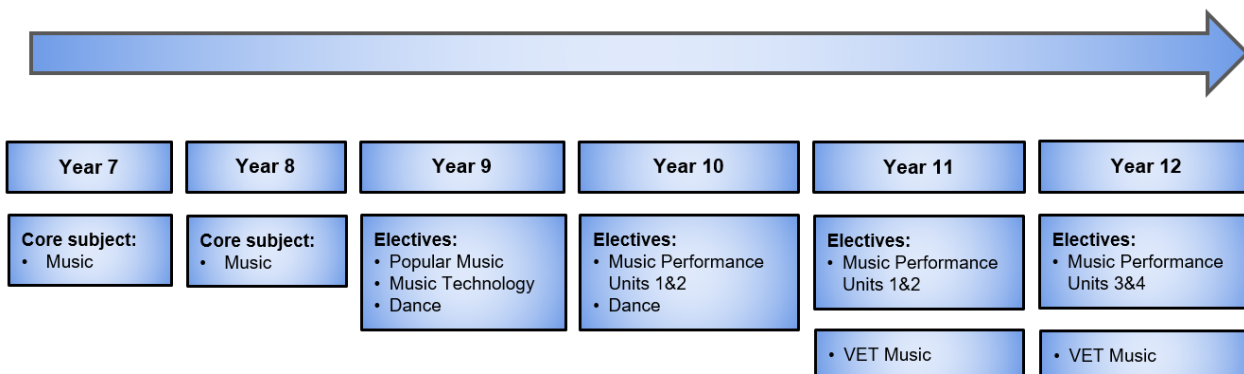 Year 7
Year 8
Year 9
Year 10
Year 11
Year 12
Core subject:
• Music
Core subject:
• Music
Electives:
• Popular Music
• Music Technology
• Dance
Electives:
• Music Performance
Units 1&2
• Dance
Electives:
• Music Performance
Units 1&2
• VET Music
Electives:
• Music Performance
Units 3&4
• VET Music